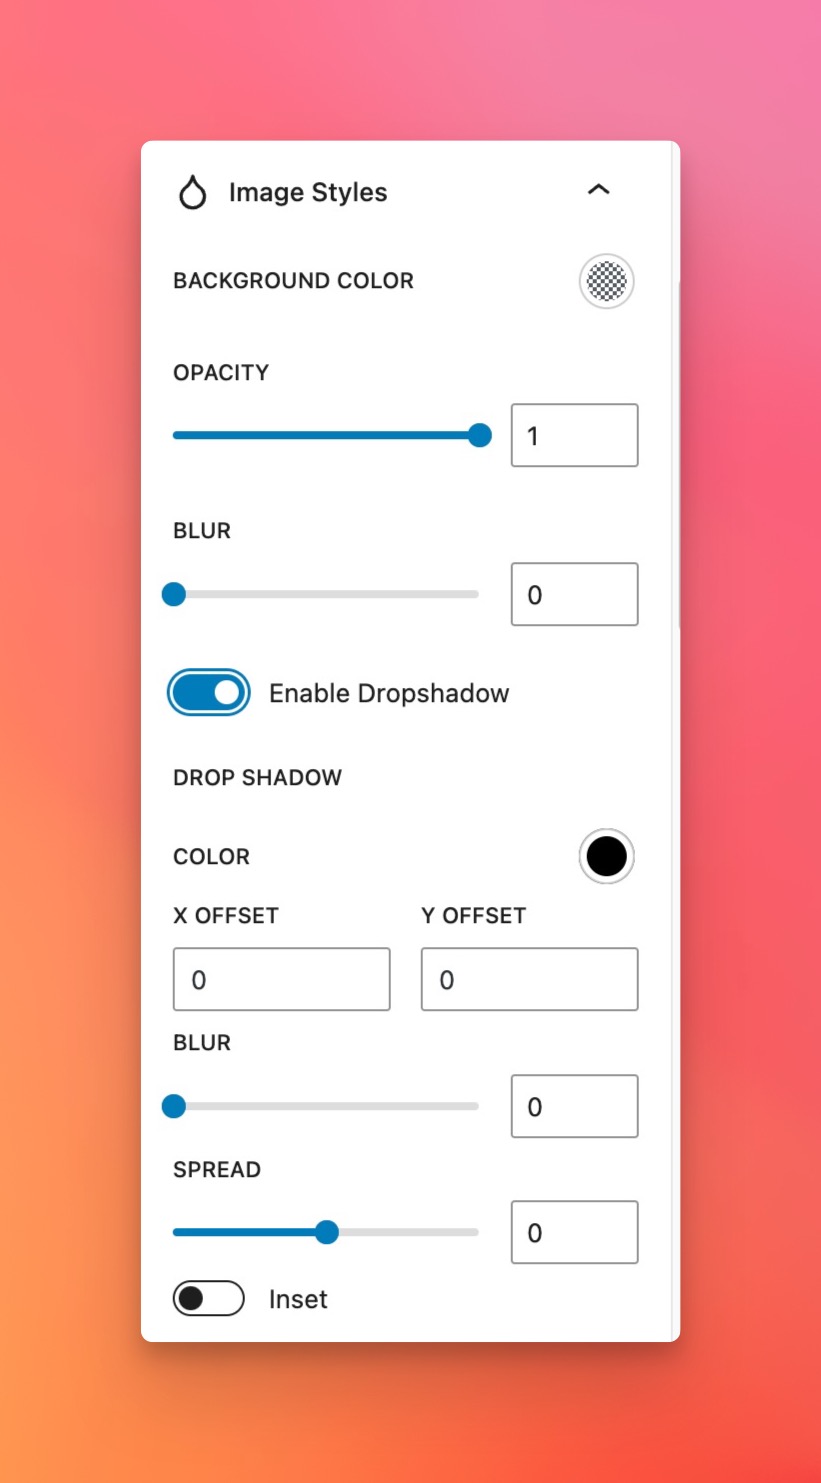 Image Styles
BACKGROUND COLOR
OPACITY
1
BLUR
0
Enable Dropshadow
DROP SHADOW
COLOR
X OFFSET Y OFFSET
0 0
BLUR
0
SPREAD
0
Inset